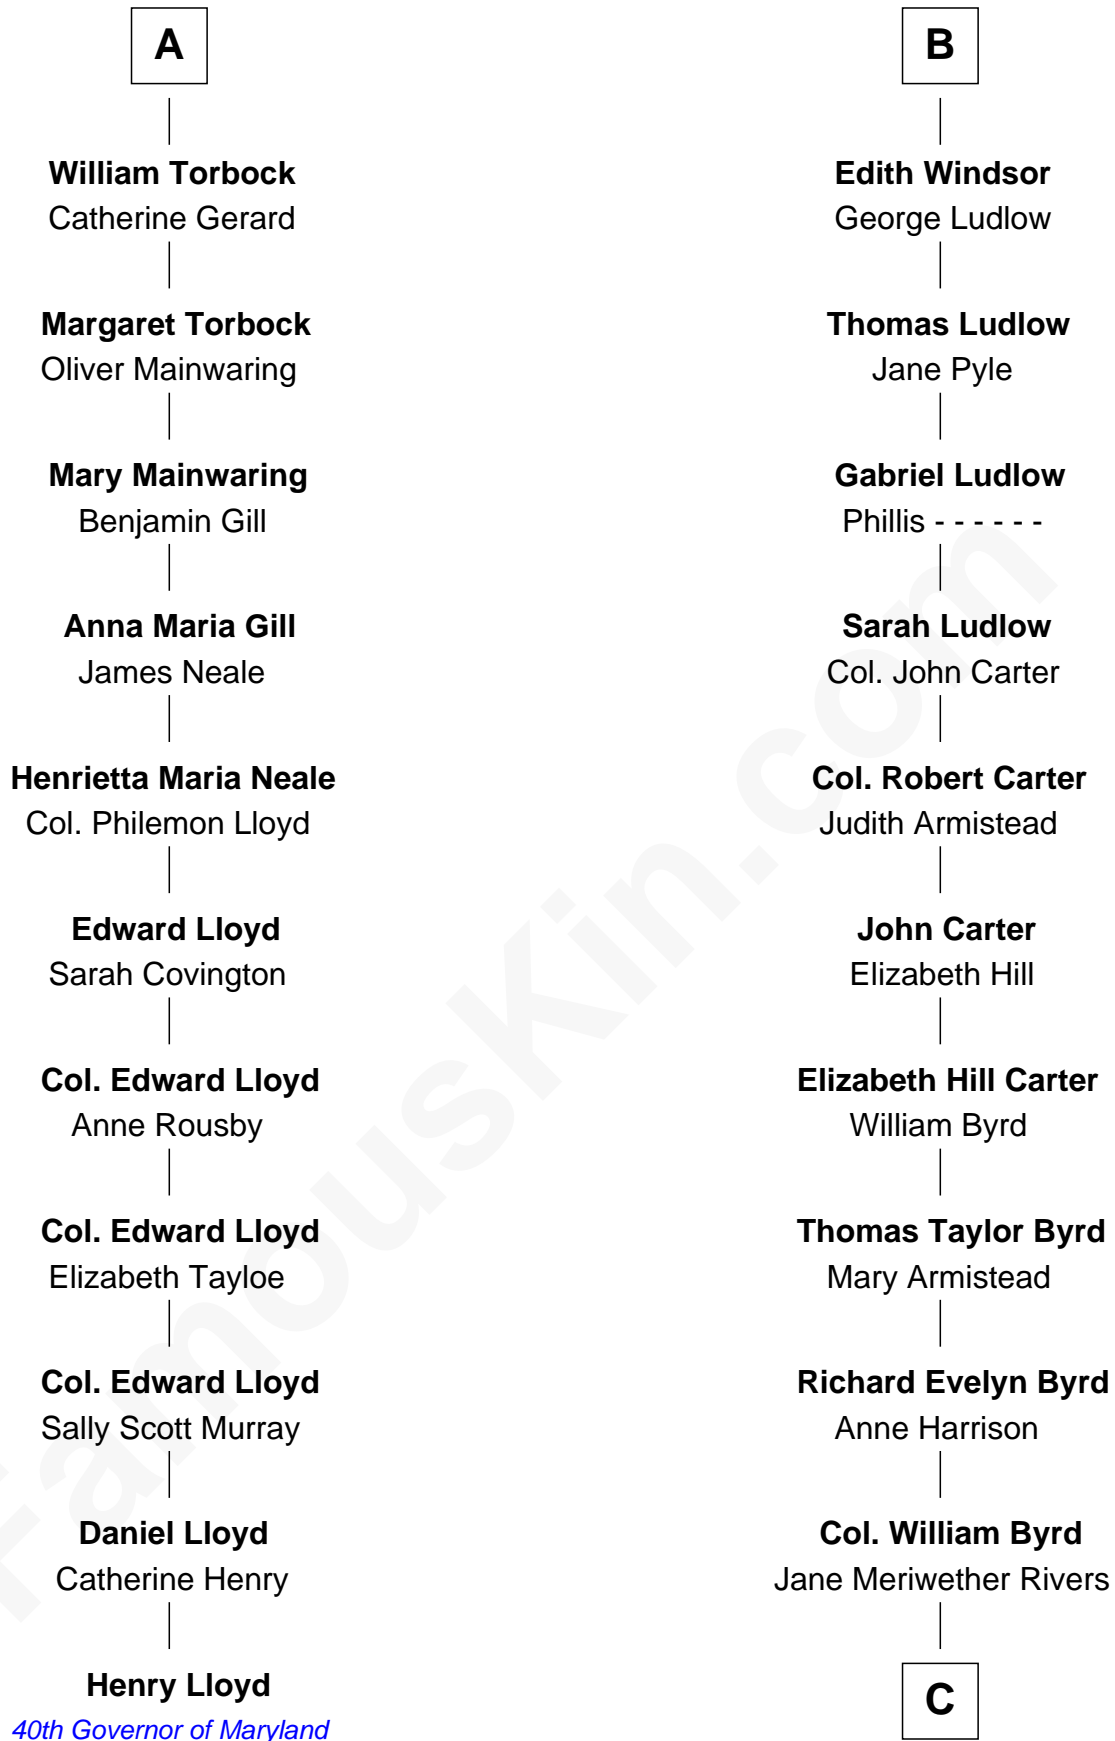 A
William Torbock
Catherine Gerard
Margaret Torbock
Oliver Mainwaring
Mary Mainwaring
Benjamin Gill
Anna Maria Gill
James Neale
Henrietta Maria Neale
Col. Philemon Lloyd
Edward Lloyd
Sarah Covington
Col. Edward Lloyd
Anne Rousby
Col. Edward Lloyd
Elizabeth Tayloe
Col. Edward Lloyd
Sally Scott Murray
Daniel Lloyd
Catherine Henry
Henry Lloyd
40th Governor of Maryland
B
Edith Windsor
George Ludlow
Thomas Ludlow
Jane Pyle
Gabriel Ludlow
Phillis - - - - - -
Sarah Ludlow
Col. John Carter
Col. Robert Carter
Judith Armistead
John Carter
Elizabeth Hill
Elizabeth Hill Carter
William Byrd
Thomas Taylor Byrd
Mary Armistead
Richard Evelyn Byrd
Anne Harrison
Col. William Byrd
Jane Meriwether Rivers
C
FamousKin.com